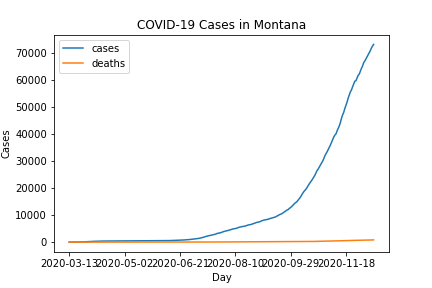 COVID-19 Cases in Montana
cases
deaths
70000
60000
50000
40000
30000
20000
10000
0
Cases
2020-03-13 2020-05-02 2020-06-21 2020-08-10 2020-09-29 2020-11-18
Day